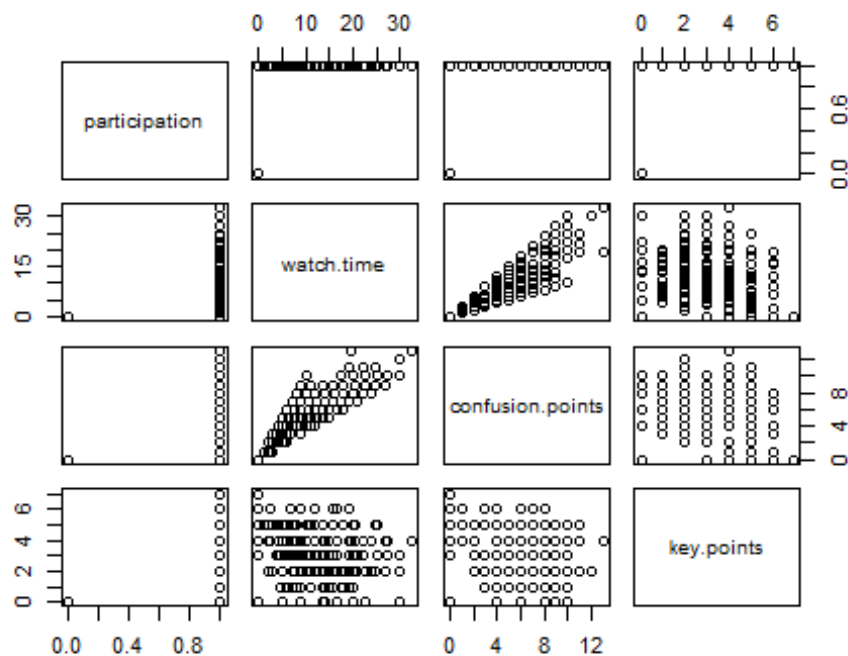 0 10 20 30
0 2 4 6
participation
0.0 0.6
0 15 30
watch.time
confusion.points
0 4 8
0 2 4 6
key.points
0.0 0.4 0.8
0 4 8 12